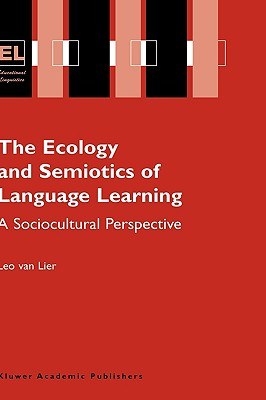 EL
Educational
Linguistics
The Ecology
and Semiotics of
Language Learning
A Sociocultural Perspective
Leo van Lier
Kluwer Academic Publishers